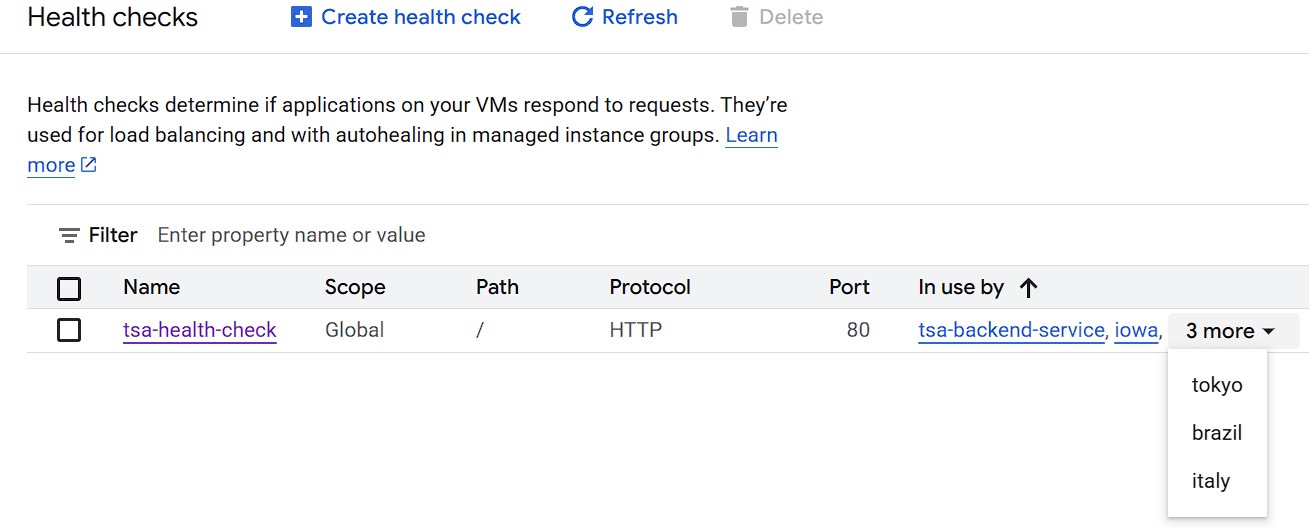 Health checks Create health check Refresh Delete
Health checks determine if applications on your VMs respond to requests. They’re
used for load balancing and with autohealing in managed instance groups. Learn
more
Filter Enter property name or value
Name Scope Path Protocol Port In use by
tsa-health-check Global / HTTP 80 tsa-backend-service, iowa, 3 more
tokyo
brazil
italy